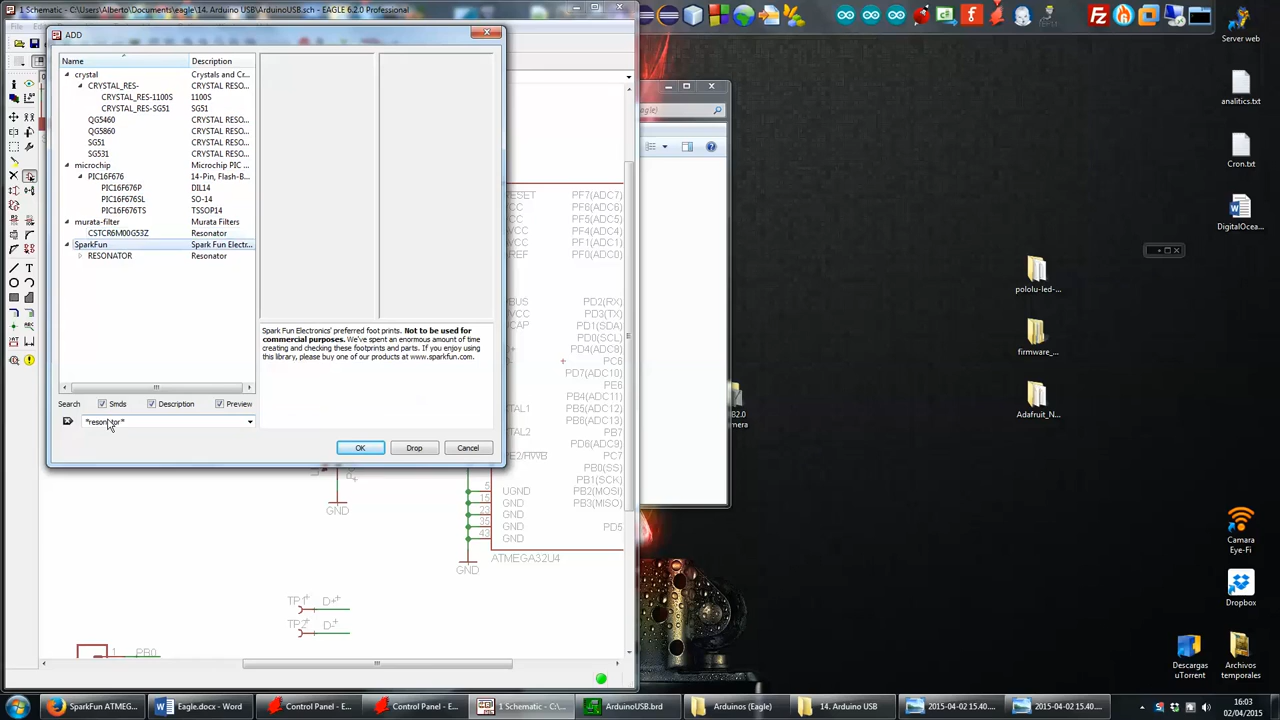 1 Schematic - C:\Users\Alberto\Documents\eagle\14. Arduino USB\ArduinoUSB.sch - EAGLE 6.2.0 Professional
ADD
Name
Description
crystal
Crystals and Cr...
CRYSTAL_RES-
CRYSTAL RESO...
CRYSTAL_RES-1100S
1100S
CRYSTAL_RES-SG51
SG51
QG5460
CRYSTAL RESO...
QG5860
CRYSTAL RESO...
SG51
CRYSTAL RESO...
SG531
CRYSTAL RESO...
microchip
Microchip PIC ...
PIC16F676
14-Pin, Flash-B...
PIC16F676P
DIL14
PIC16F676SL
SO-14
PIC16F676TS
TSSOP14
murata-filter
Murata Filters
CSTCR6M00G53Z
Resonator
SparkFun
Spark Fun Electr...
RESONATOR
Resonator
Spark Fun Electronics' preferred foot prints. Not to be used for
commercial purposes. We've spent an enormous amount of time
creating and checking these footprints and parts. If you enjoy using
this library, please buy one of our products at www.sparkfun.com.
Search
Smds
Description
Preview
*resonator*
OK
Drop
Cancel
PF7(ADC7)
PF6(ADC6)
PF5(ADC5)
PF4(ADC4)
PF1(ADC1)
PF0(ADC0)
PD2(RX)
PD3(TX)
PD1(SDA)
PD0(SCL)
PD4(ADC8)
PC6
PD7(ADC10)
PE6
PB4(ADC11)
PB5(ADC12)
PB7
PC7
PB0(SS)
PB1(SCK)
5
UGND
PB2(MOSI)
15
GND
PB3(MISO)
23
GND
35
GND
PD5
43
GND
ATMEGA32U4
GND
GND
TP1
D+
TP2
D-
1
PB0
Server web
analitics.txt
Cron.txt
DigitalOcea...
pololu-led-...
firmware_...
Adafruit_N...
Camara
Eye-Fi
Dropbox
Descargas
uTorrent
Archivos
temporales
SparkFun ATMEG...
Eagle.docx - Word
Control Panel - E...
Control Panel - E...
1 Schematic - C:\...
ArduinoUSB.brd
Arduinos (Eagle)
14. Arduino USB
2015-04-02 15.40....
2015-04-02 15.40....
16:03
02/04/2015